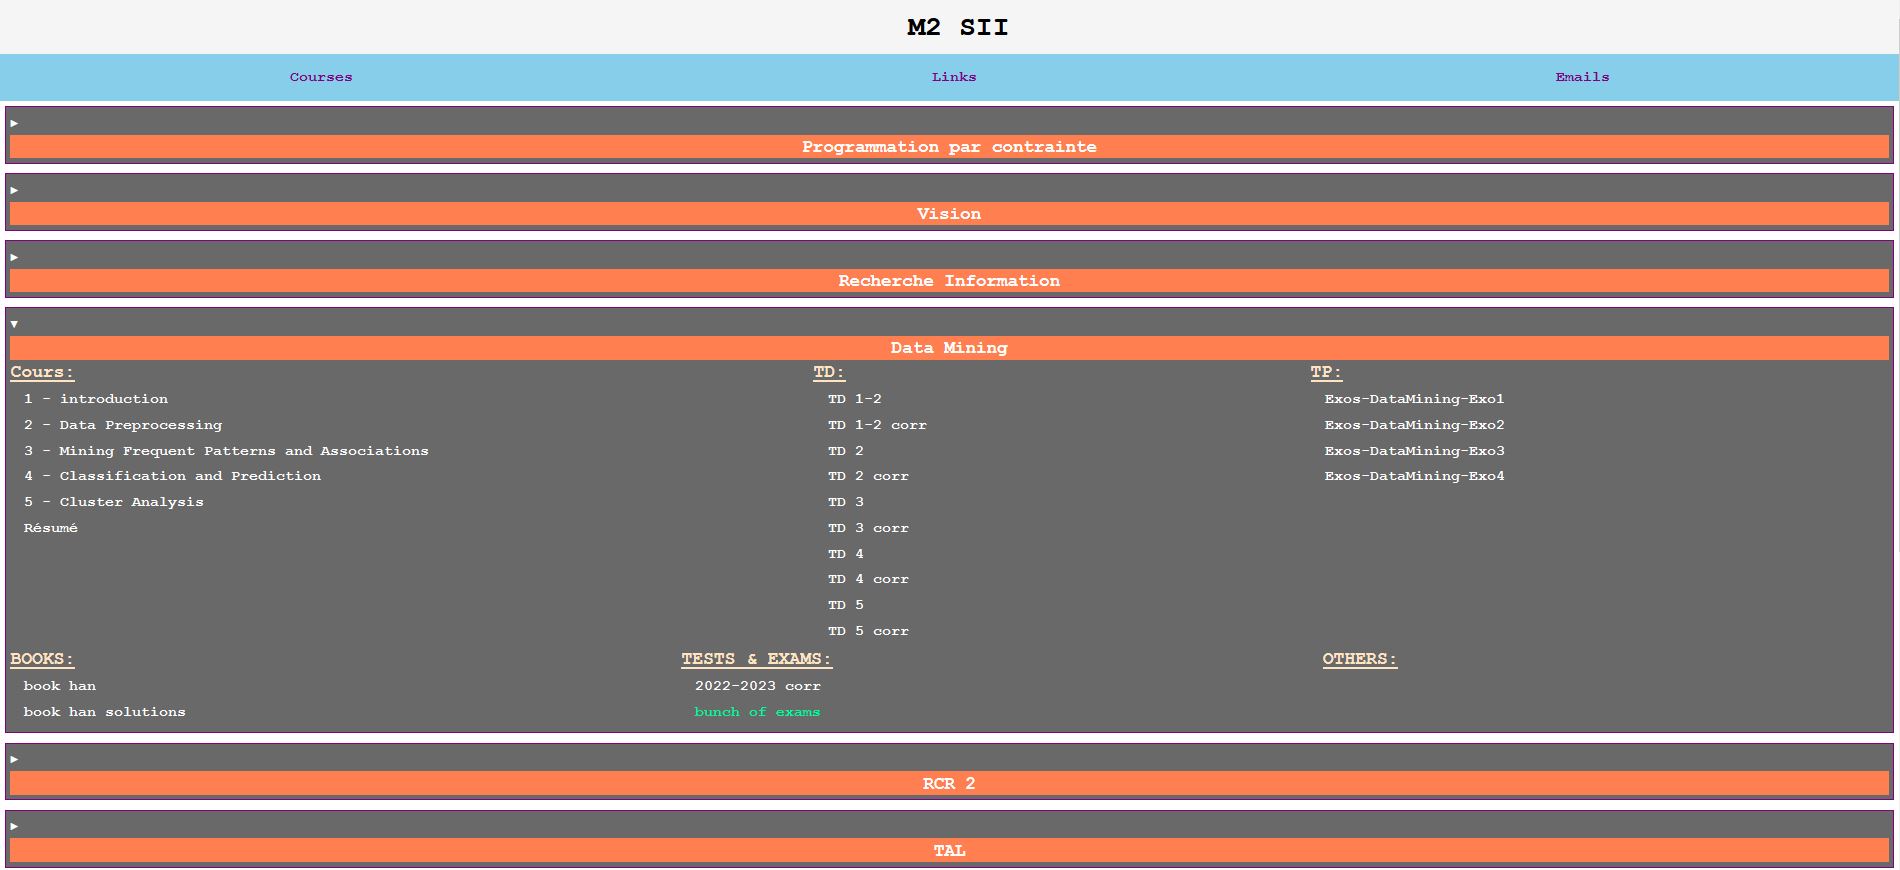 M2 SII
Courses
Links
Emails
Programmation par contrainte
Vision
Recherche Information
Data Mining
Cours:
1 - introduction
2 - Data Preprocessing
3 - Mining Frequent Patterns and Associations
4 - Classification and Prediction
5 - Cluster Analysis
Résumé
TD:
TD 1-2
TD 1-2 corr
TD 2
TD 2 corr
TD 3
TD 3 corr
TD 4
TD 4 corr
TD 5
TD 5 corr
TP:
Exos-DataMining-Exo1
Exos-DataMining-Exo2
Exos-DataMining-Exo3
Exos-DataMining-Exo4
BOOKS:
book han
book han solutions
TESTS & EXAMS:
2022-2023 corr
bunch of exams
OTHERS:
RCR 2
TAL